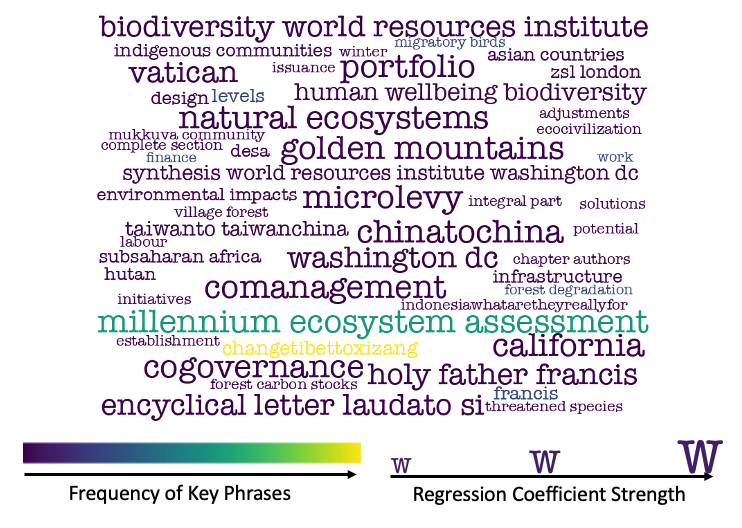 biodiversity world resources institute
indigenous communities winter migratory birds asian countries
vatican issuance portfolio zsl london
design levels human wellbeing biodiversity
natural ecosystems adjustments
mukkuva community ecocivilization
complete section desa golden mountains
finance work
synthesis world resources institute washington dc
environmental impacts microlevy integral part solutions
village forest
taiwanto taiwanchina chinatochina potential
labour
subsaharan africa washington dc chapter authors
hutan infrastructure
comanagement forest degradation
initiatives indonesiawhataretheyreallyfor
millennium ecosystem assessment
establishment changetibettoxizang california
cogovernance holy father francis
forest carbon stocks
francis
encyclical letter laudato si threatened species
w w w
Frequency of Key Phrases Regression Coefficient Strength